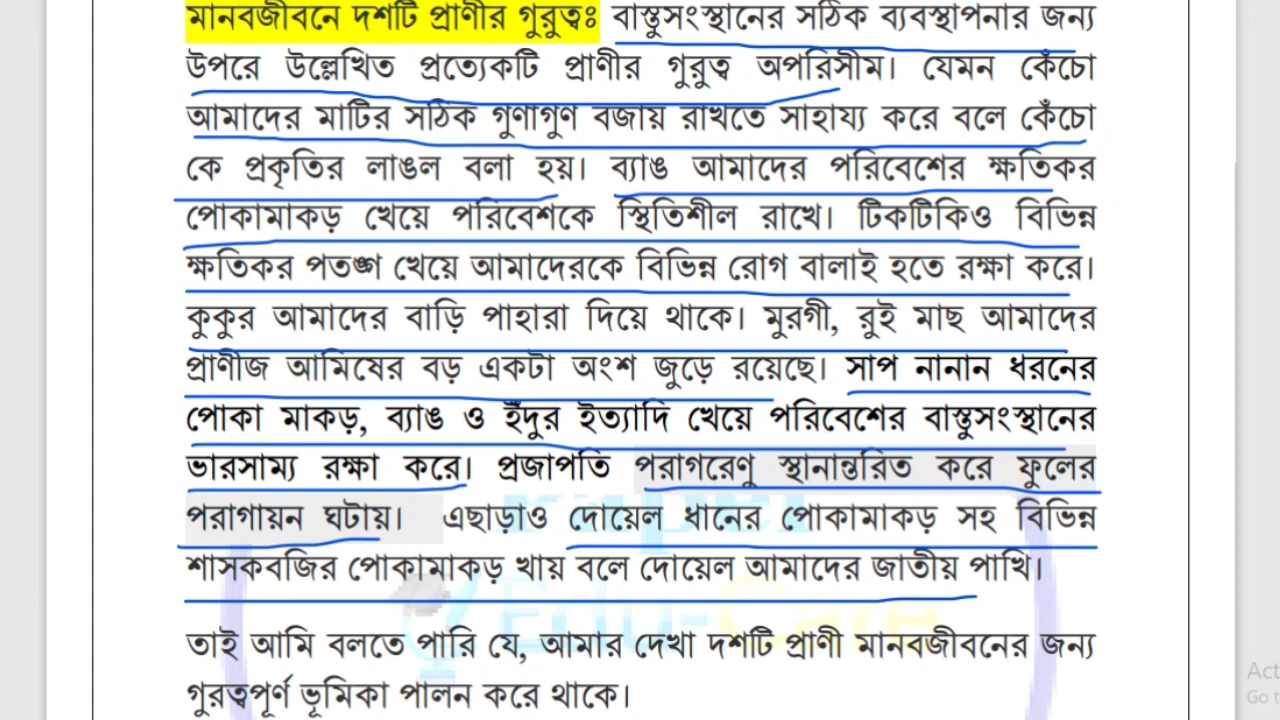 মানবজীবনে দশটি প্রাণীর গুরুত্বঃ বাস্তুসংস্থানের সঠিক ব্যবস্থাপনার জন্য
উপরে উল্লেখিত প্রত্যেকটি প্রাণীর গুরুত্ব অপরিসীম। যেমন কেঁচো
আমাদের মাটির সঠিক গুণাগুণ বজায় রাখতে সাহায্য করে বলে কেঁচো
কে প্রকৃতির লাঙল বলা হয়। ব্যাঙ আমাদের পরিবেশের ক্ষতিকর
পোকামাকড় খেয়ে পরিবেশকে স্থিতিশীল রাখে। টিকটিকিও বিভিন্ন
ক্ষতিকর পতঙ্গ খেয়ে আমাদেরকে বিভিন্ন রোগ বালাই হতে রক্ষা করে।
কুকুর আমাদের বাড়ি পাহারা দিয়ে থাকে। মুরগী, রুই মাছ আমাদের
প্রাণীজ আমিষের বড় একটা অংশ জুড়ে রয়েছে। সাপ নানান ধরনের
পোকা মাকড়, ব্যাঙ ও ইঁদুর ইত্যাদি খেয়ে পরিবেশের বাস্তুসংস্থানের
ভারসাম্য রক্ষা করে। প্রজাপতি পরাগরেণু স্থানান্তরিত করে ফুলের
পরাগায়ন ঘটায়। এছাড়াও দোয়েল ধানের পোকামাকড় সহ বিভিন্ন
শাসকবজির পোকামাকড় খায় বলে দোয়েল আমাদের জাতীয় পাখি।
Edu-Care
তাই আমি বলতে পারি যে, আমার দেখা দশটি প্রাণী মানবজীবনের জন্য
গুরত্বপূর্ণ ভূমিকা পালন করে থাকে।